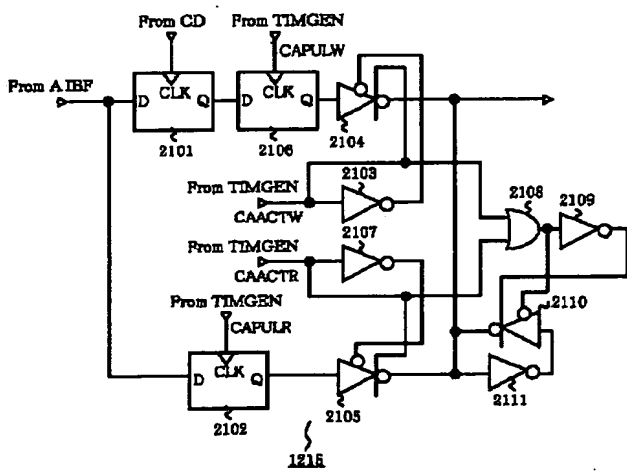 From CD
From TIMGEN
CAPULW
From AIBF
D
CLK
Q
2101
D
CLK
Q
2106
2104
From TIMGEN
CAACTW
2103
From TIMGEN
CAACTR
2107
2108
2109
2110
2111
From TIMGEN
CAPULR
D
CLK
Q
2102
2105
1215